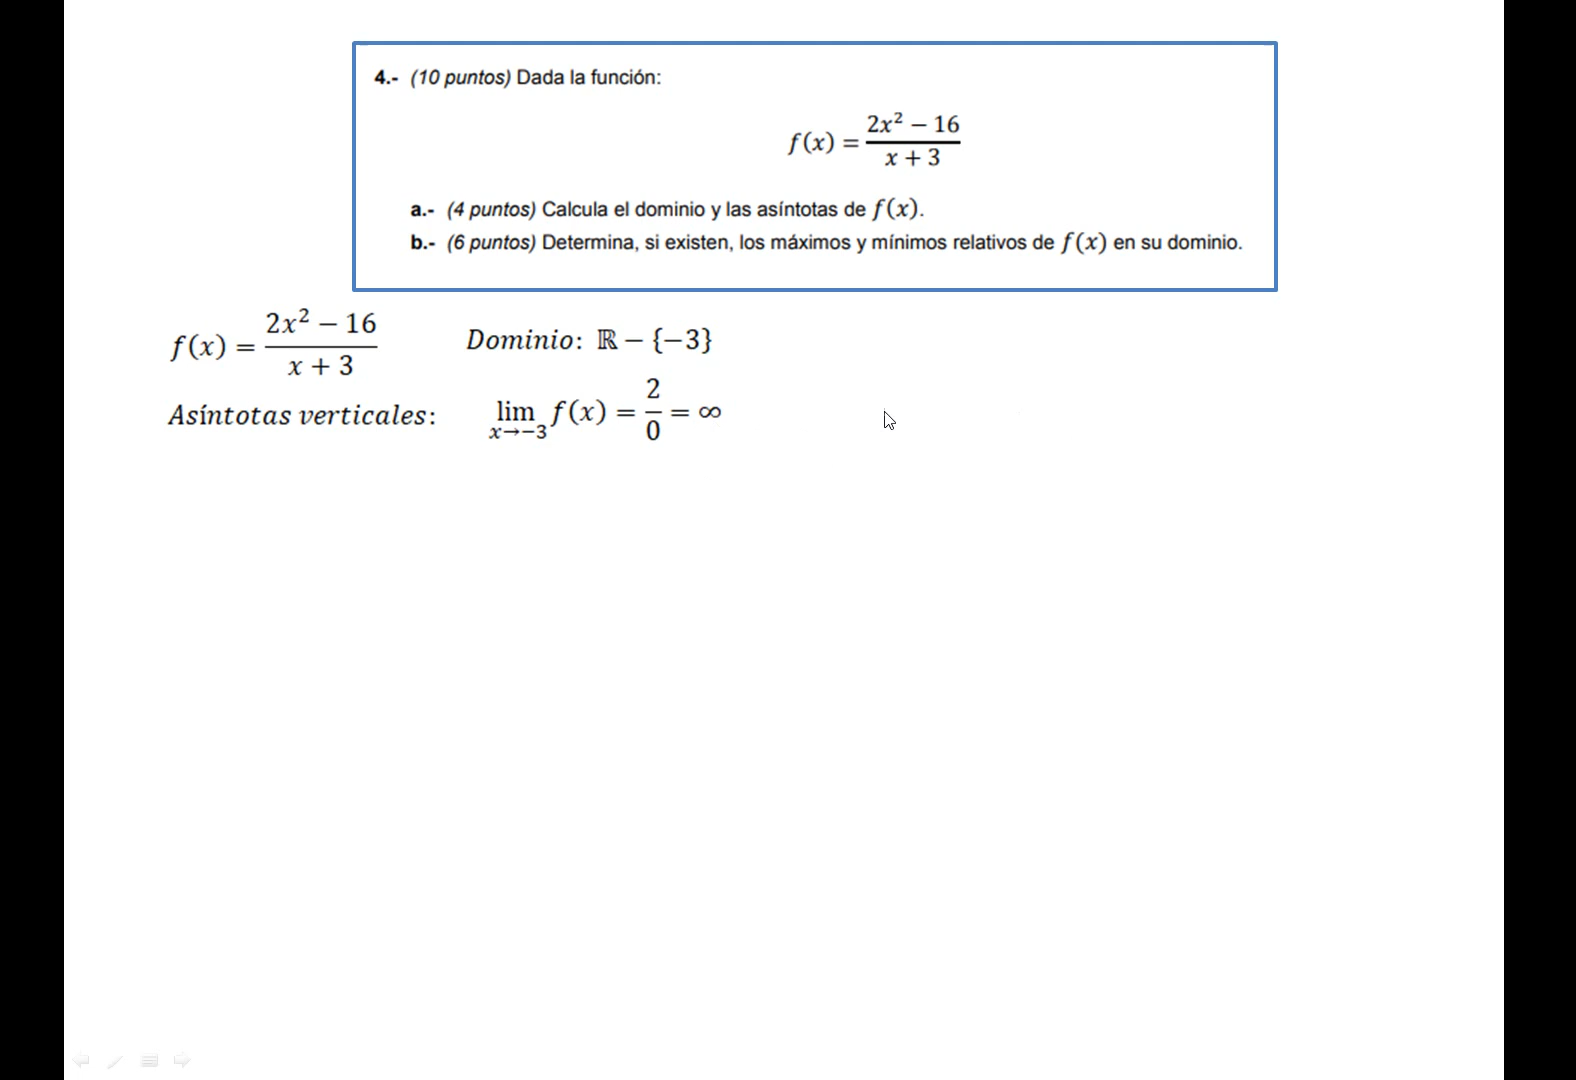 4.- (10 puntos) Dada la función:
f(x) = (2x² − 16)/(x + 3)
a.- (4 puntos) Calcula el dominio y las asíntotas de f(x).
b.- (6 puntos) Determina, si existen, los máximos y mínimos relativos de f(x) en su dominio.
f(x) = (2x² − 16)/(x + 3) Dominio: ℝ − {−3}
Asíntotas verticales: lim x→−3 f(x) = 2/0 = ∞